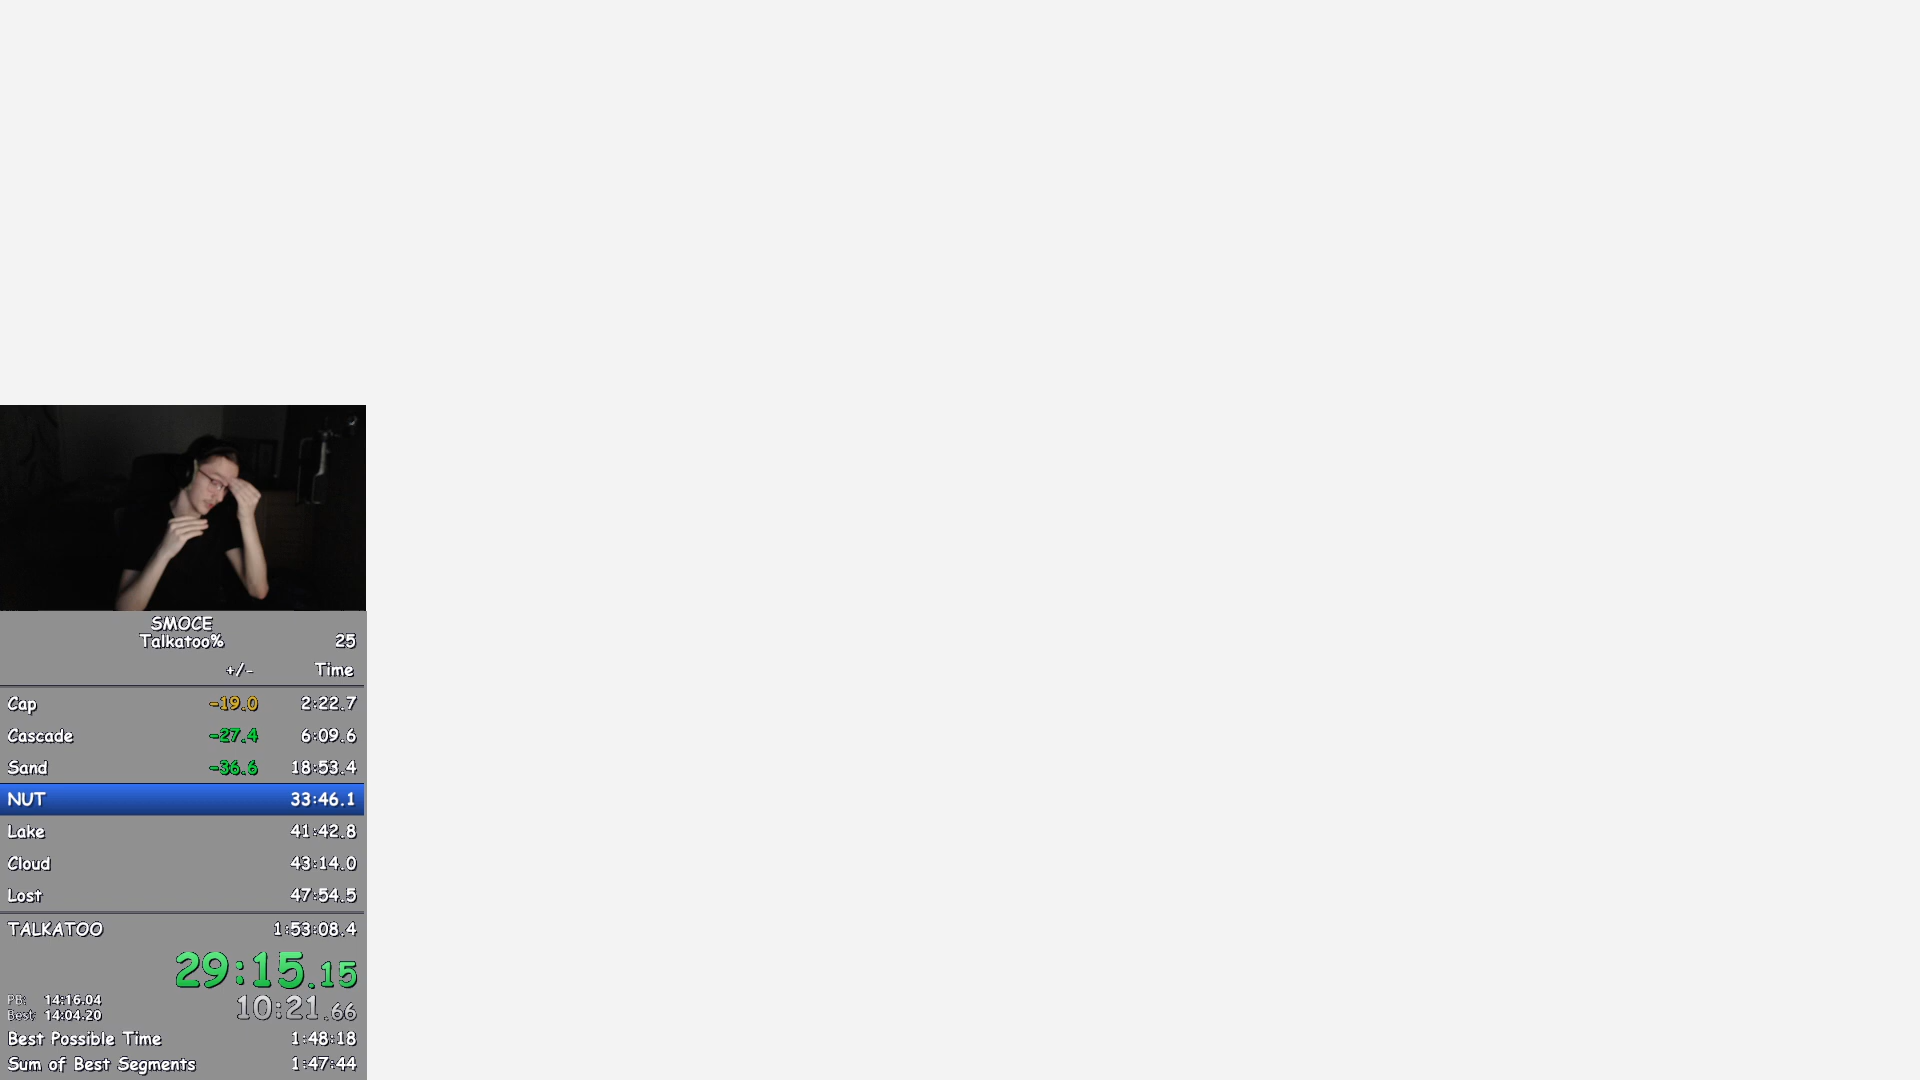 SMOCE
Talkatoo% 25
+/- Time
Cap -19.0 2:22.7
Cascade -27.4 6:09.6
Sand -36.6 18:53.4
NUT 33:46.1
Lake 41:42.8
Cloud 43:14.0
Lost 47:54.5
TALKATOO 1:53:08.4
29:15.15
PB: 14:16.04 10:21.66
Best: 14:04.20
Best Possible Time 1:48:18
Sum of Best Segments 1:47:44